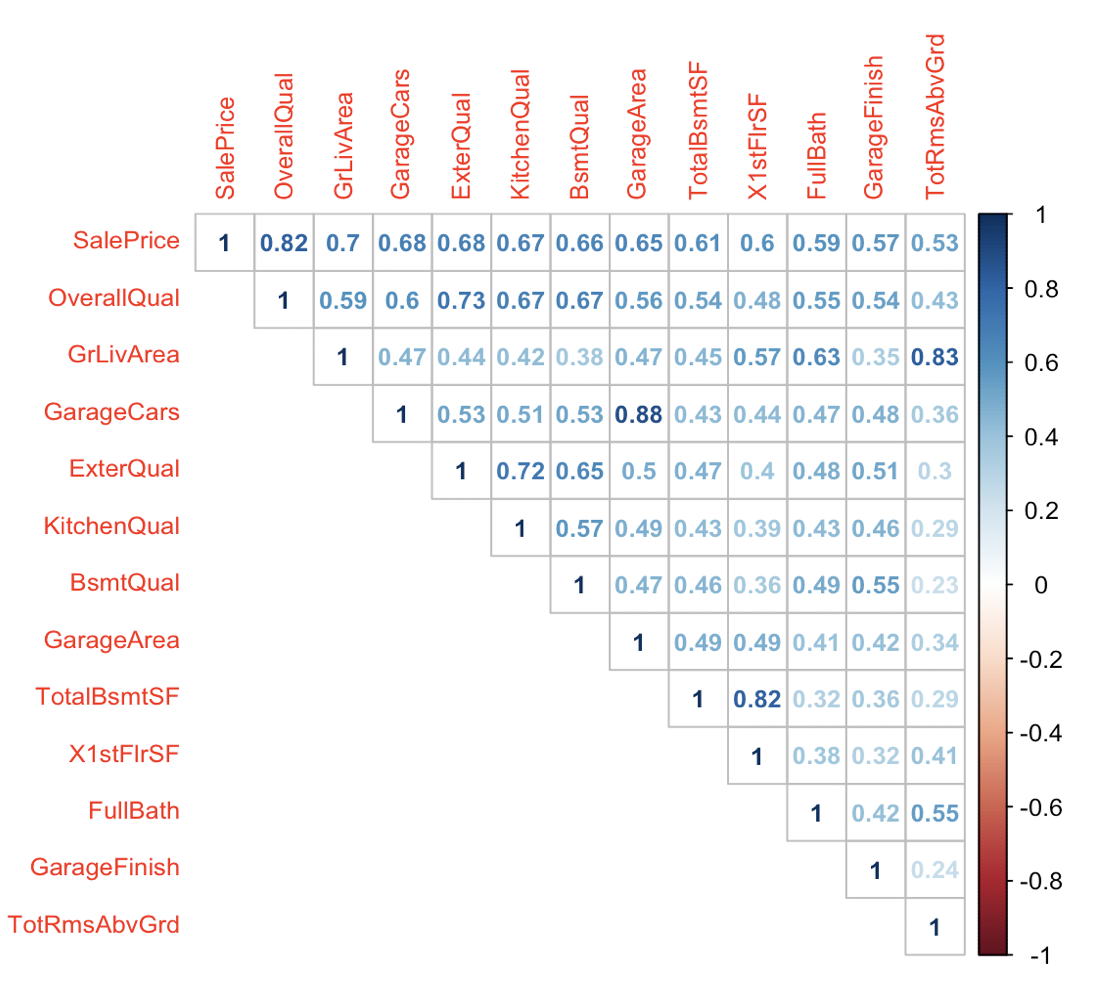 SalePrice OverallQual GrLivArea GarageCars ExterQual KitchenQual BsmtQual GarageArea TotalBsmtSF X1stFlrSF FullBath GarageFinish TotRmsAbvGrd
SalePrice 1 0.82 0.7 0.68 0.68 0.67 0.66 0.65 0.61 0.6 0.59 0.57 0.53
OverallQual 1 0.59 0.6 0.73 0.67 0.67 0.56 0.54 0.48 0.55 0.54 0.43
GrLivArea 1 0.47 0.44 0.42 0.38 0.47 0.45 0.57 0.63 0.35 0.83
GarageCars 1 0.53 0.51 0.53 0.88 0.43 0.44 0.47 0.48 0.36
ExterQual 1 0.72 0.65 0.5 0.47 0.4 0.48 0.51 0.3
KitchenQual 1 0.57 0.49 0.43 0.39 0.43 0.46 0.29
BsmtQual 1 0.47 0.46 0.36 0.49 0.55 0.23
GarageArea 1 0.49 0.49 0.41 0.42 0.34
TotalBsmtSF 1 0.82 0.32 0.36 0.29
X1stFlrSF 1 0.38 0.32 0.41
FullBath 1 0.42 0.55
GarageFinish 1 0.24
TotRmsAbvGrd 1
1
0.8
0.6
0.4
0.2
0
-0.2
-0.4
-0.6
-0.8
-1